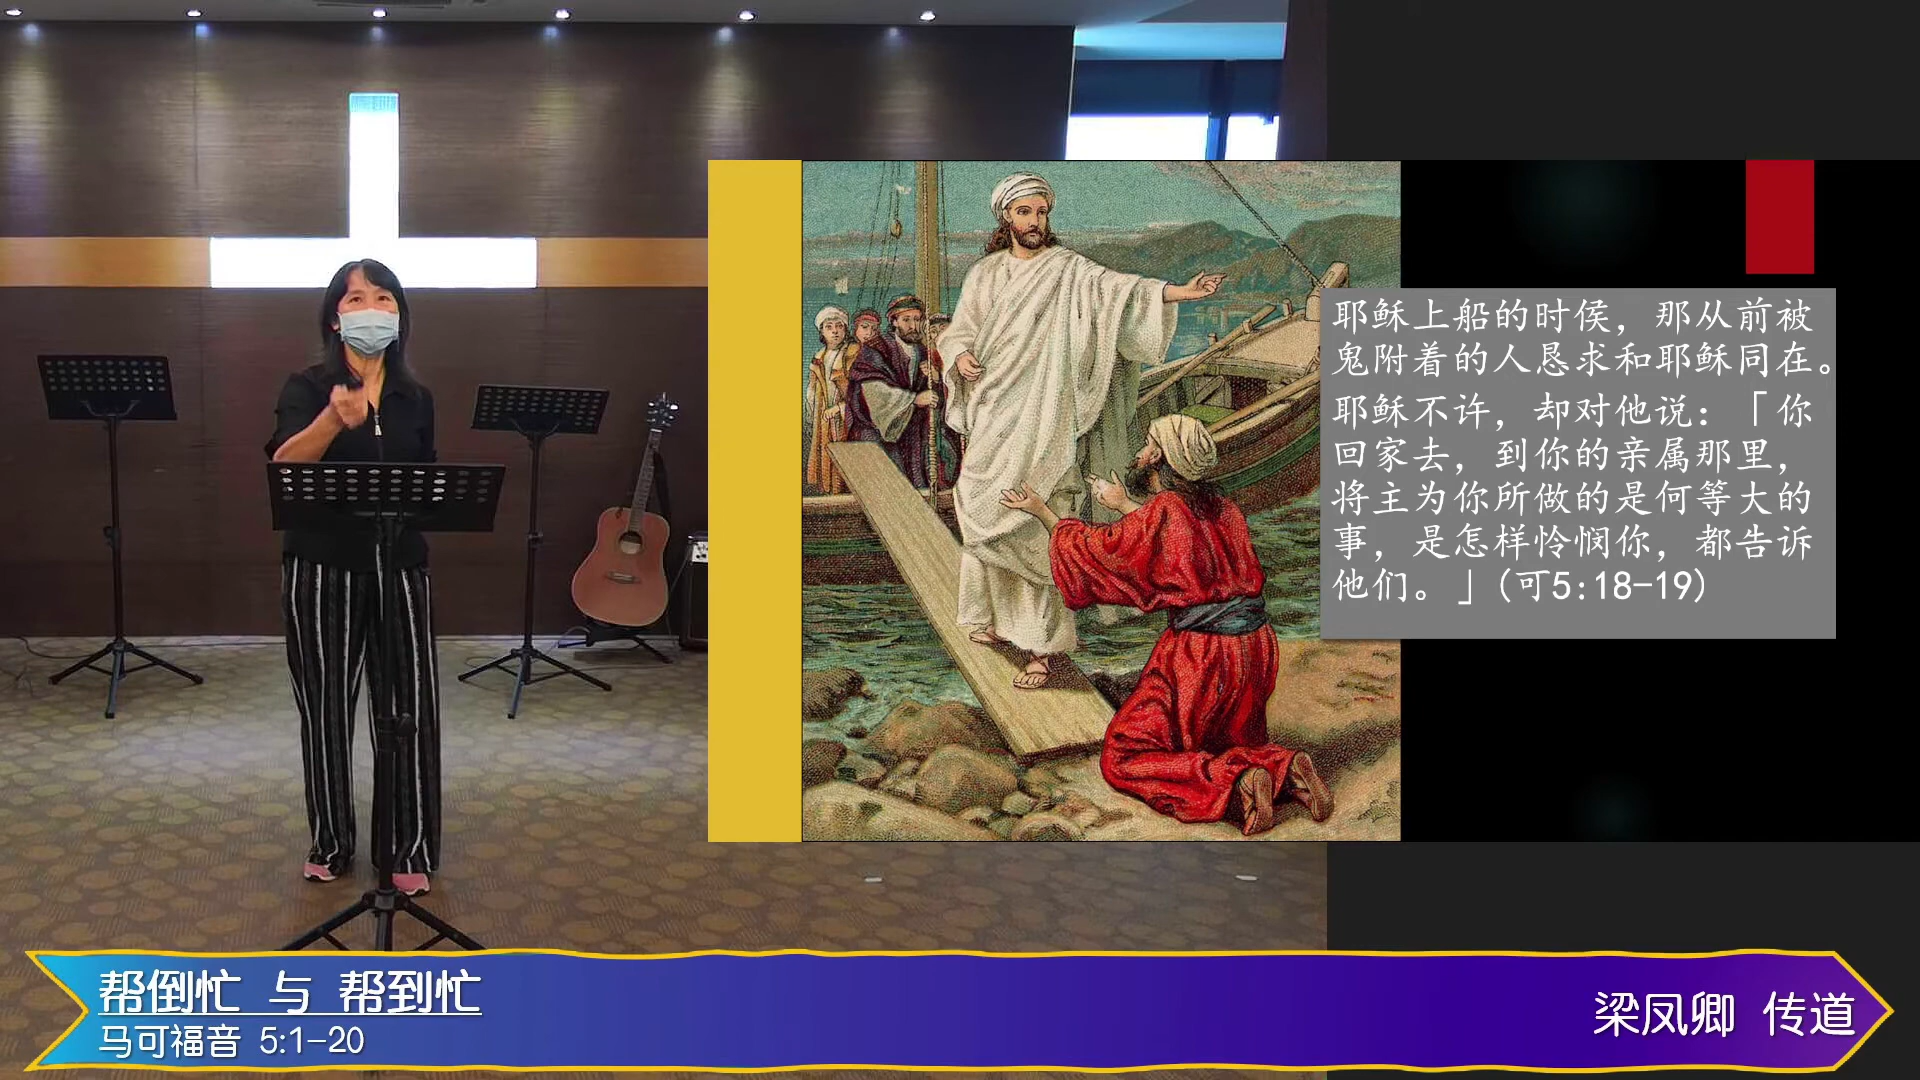 耶稣上船的时侯，那从前被
鬼附着的人恳求和耶稣同在。
耶稣不许，却对他说：「你
回家去，到你的亲属那里，
将主为你所做的是何等大的
事，是怎样怜悯你，都告诉
他们。」(可5:18-19)
帮倒忙 与 帮到忙
马可福音 5:1-20
梁凤卿 传道